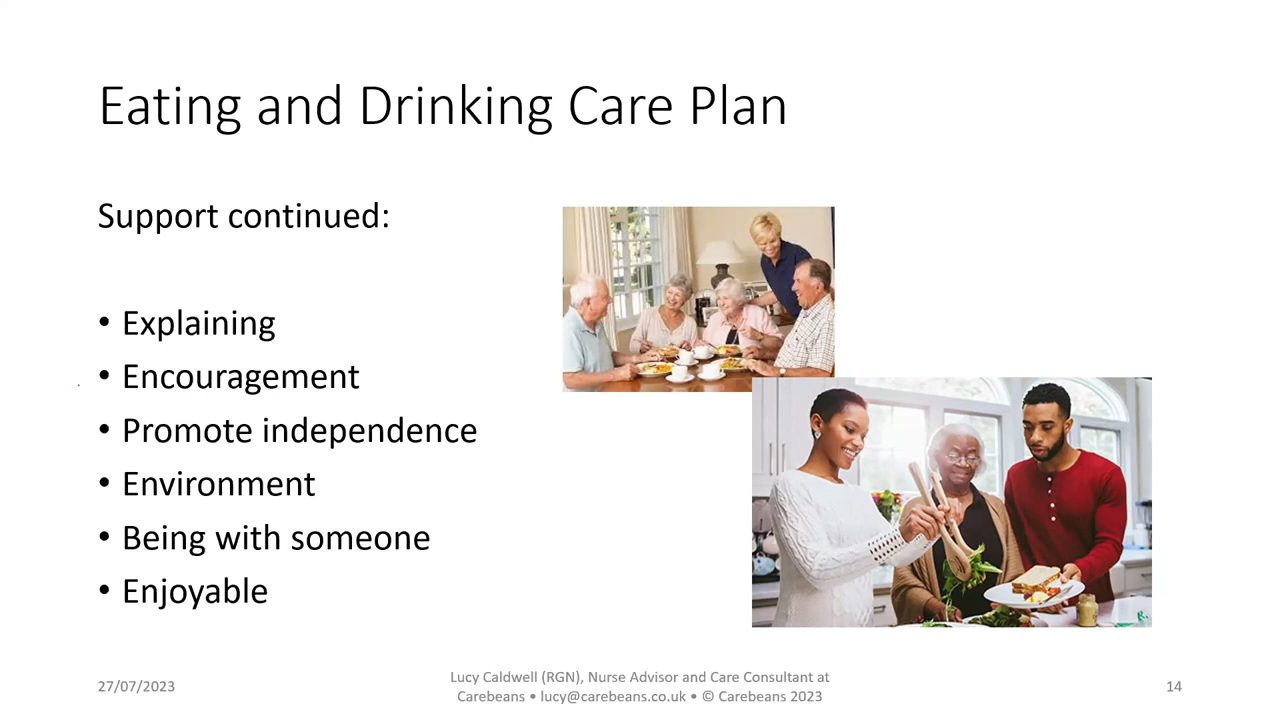 Eating and Drinking Care Plan
Support continued:
• Explaining
• Encouragement
• Promote independence
• Environment
• Being with someone
• Enjoyable
27/07/2023
Lucy Caldwell (RGN), Nurse Advisor and Care Consultant at
Carebeans • lucy@carebeans.co.uk • © Carebeans 2023
14